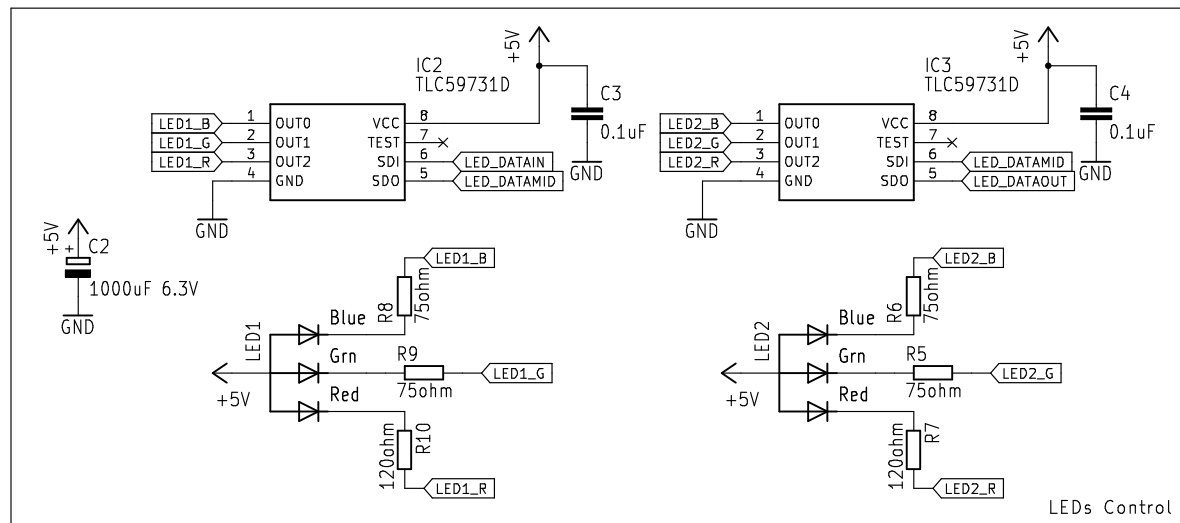 +5V
IC2
TLC59731D
C3
0.1uF
GND
LED1_B
LED1_G
LED1_R
1
2
3
4
OUT0
OUT1
OUT2
GND
VCC
TEST
SDI
SDO
8
7
6
5
LED_DATAIN
LED_DATAMID
GND
+5V
IC3
TLC59731D
C4
0.1uF
GND
LED2_B
LED2_G
LED2_R
1
2
3
4
OUT0
OUT1
OUT2
GND
VCC
TEST
SDI
SDO
8
7
6
5
LED_DATAMID
LED_DATAOUT
GND
+5V
+
C2
1000uF 6.3V
GND
LED1_B
R8
75ohm
LED1
Blue
Grn
Red
+5V
R9
75ohm
LED1_G
R10
120ohm
LED1_R
LED2_B
R6
75ohm
LED2
Blue
Grn
Red
+5V
R5
75ohm
LED2_G
R7
120ohm
LED2_R
LEDs Control